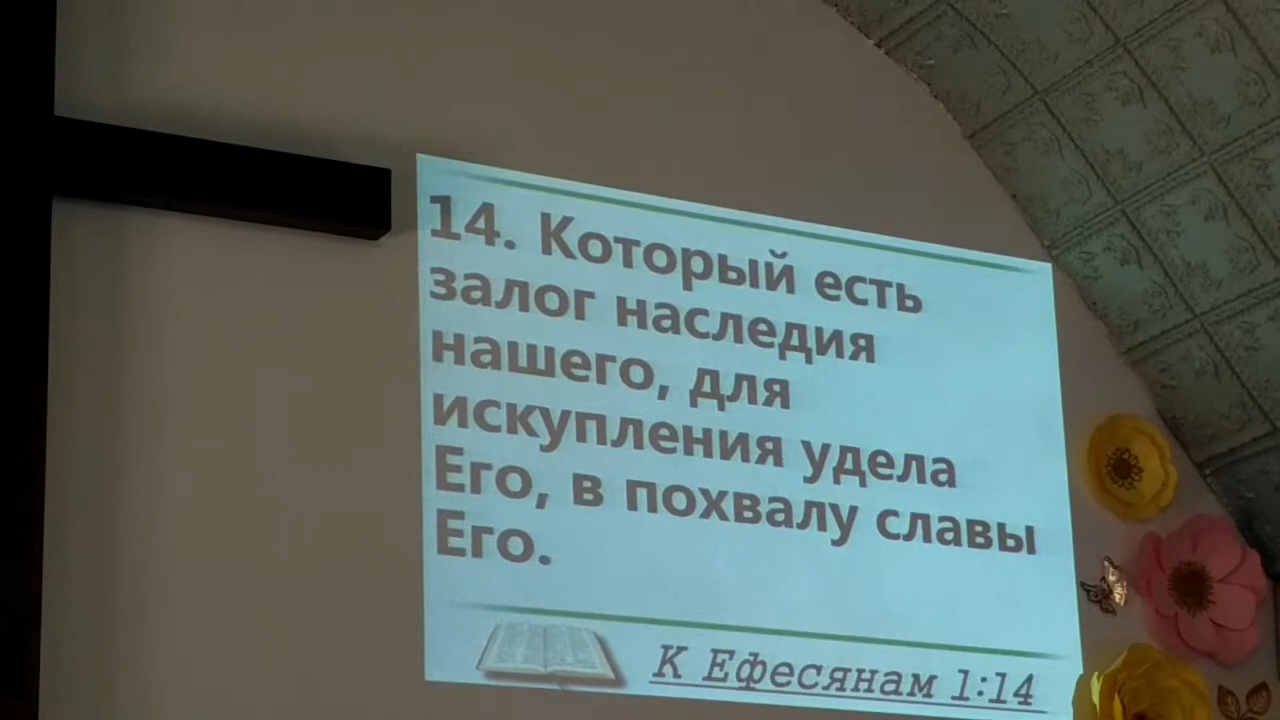 14. Который есть
залог наследия
нашего, для
искупления удела
Его, в похвалу славы
Его.
К Ефесянам 1:14